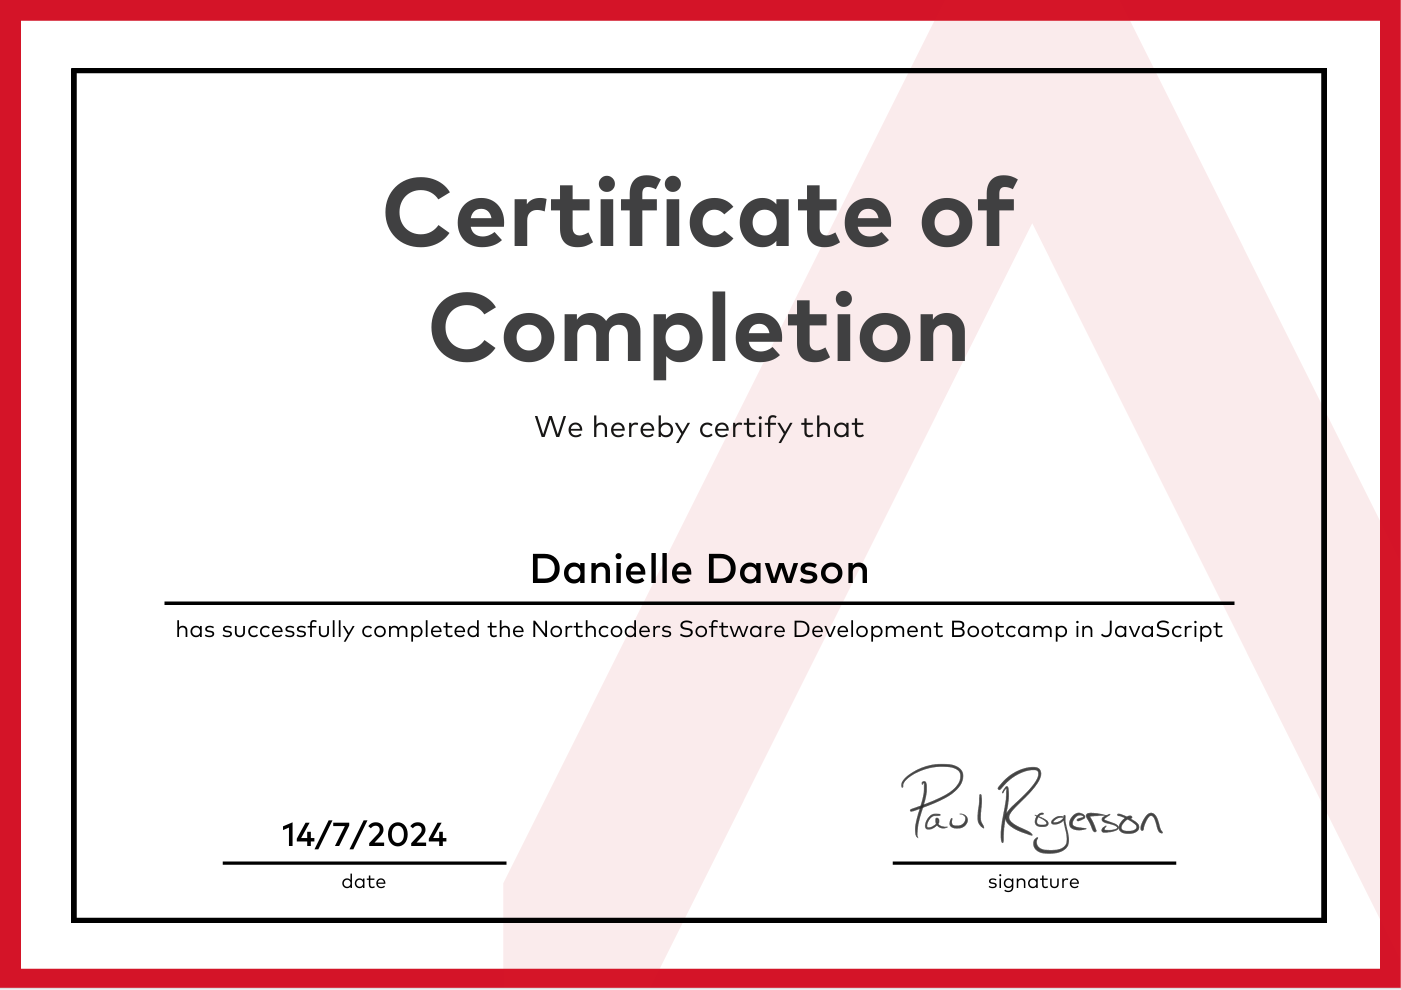 Certificate of
Completion
We hereby certify that
Danielle Dawson
has successfully completed the Northcoders Software Development Bootcamp in JavaScript
14/7/2024
date
Paul Rogerson
signature